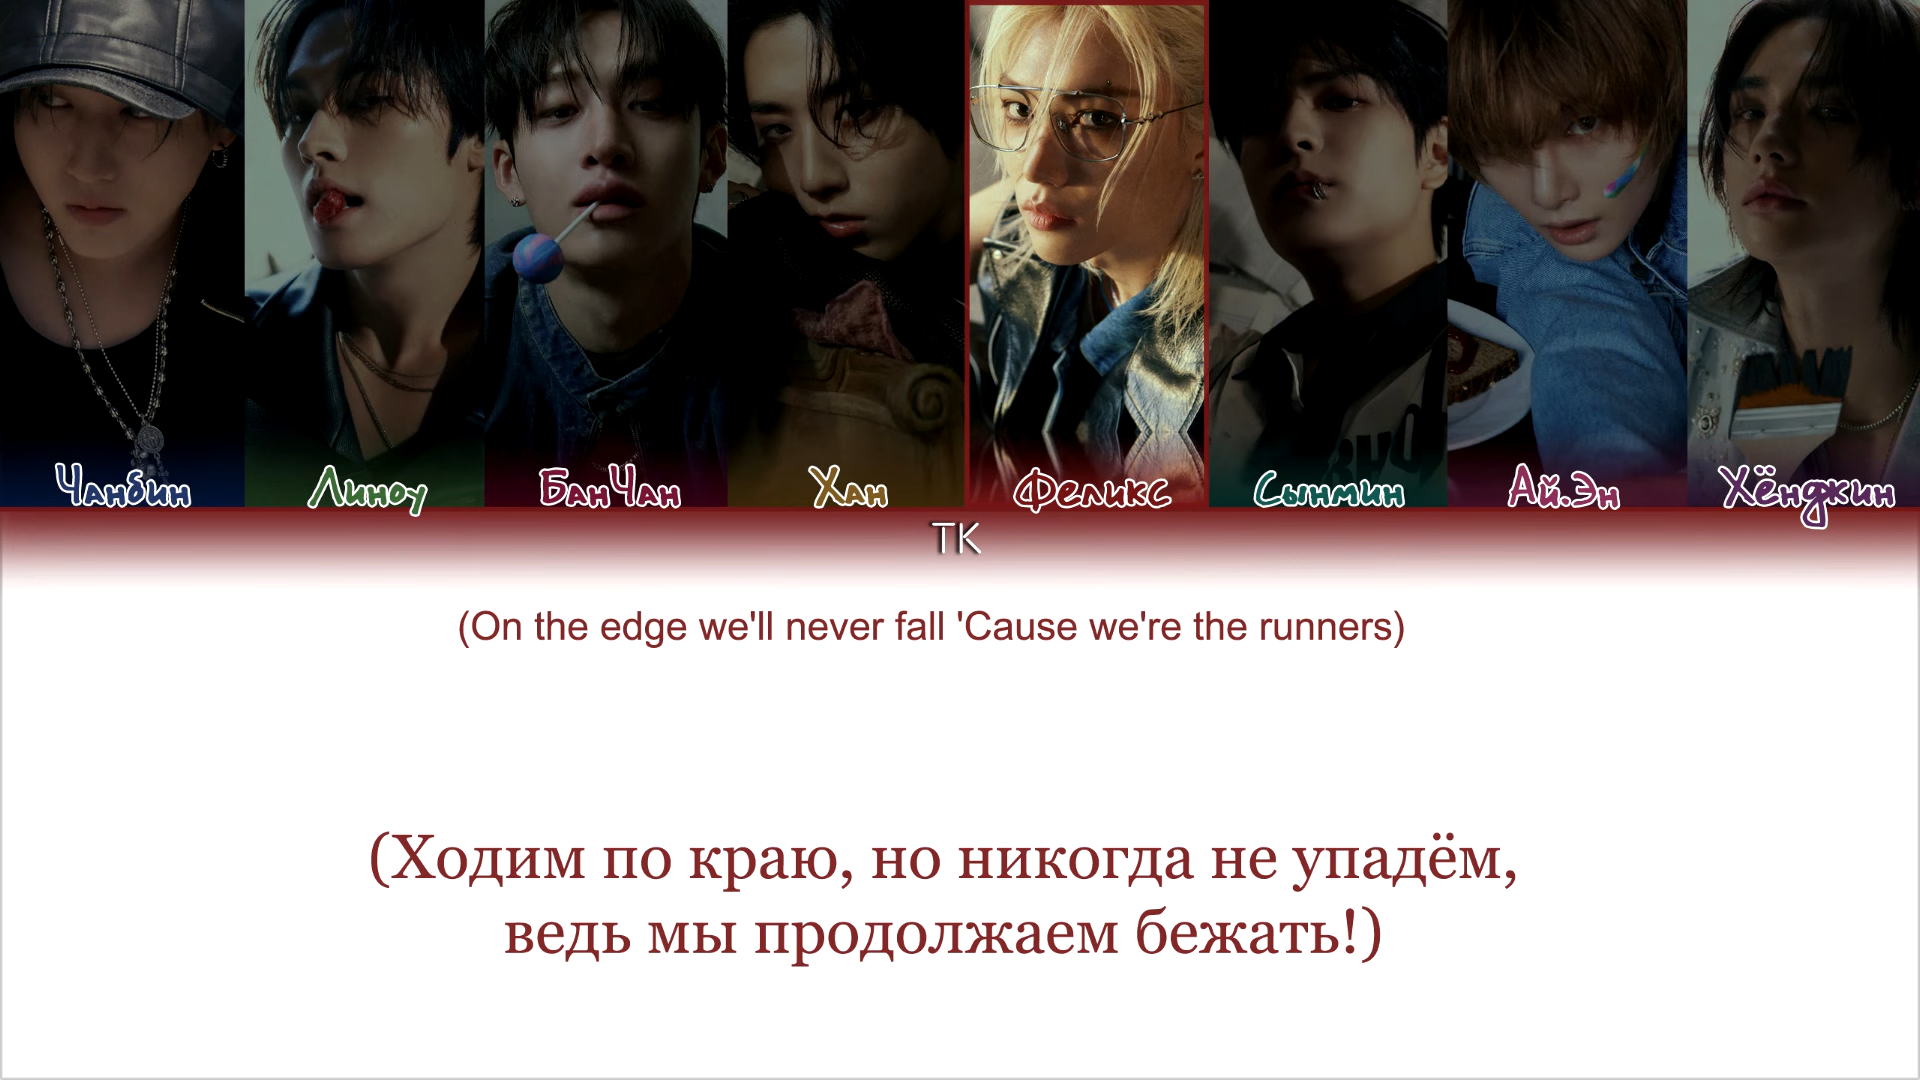 Чанбин Линоу БанЧан Хан Феликс Сынмин Ай.Эн Хёнджин
TK
(On the edge we'll never fall 'Cause we're the runners)
(Ходим по краю, но никогда не упадём,
ведь мы продолжаем бежать!)